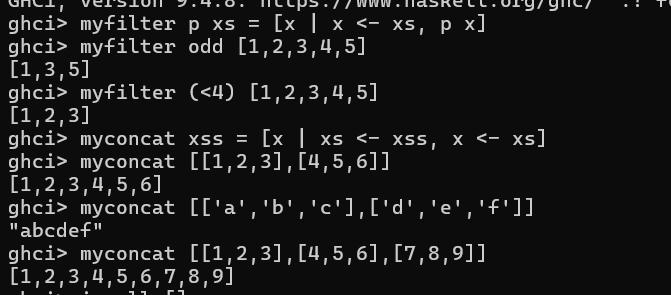 GHCi, version 9.4.8: https://www.haskell.org/ghc/ :? fo
ghci> myfilter p xs = [x | x <- xs, p x]
ghci> myfilter odd [1,2,3,4,5]
[1,3,5]
ghci> myfilter (<4) [1,2,3,4,5]
[1,2,3]
ghci> myconcat xss = [x | xs <- xss, x <- xs]
ghci> myconcat [[1,2,3],[4,5,6]]
[1,2,3,4,5,6]
ghci> myconcat [['a','b','c'],['d','e','f']]
"abcdef"
ghci> myconcat [[1,2,3],[4,5,6],[7,8,9]]
[1,2,3,4,5,6,7,8,9]